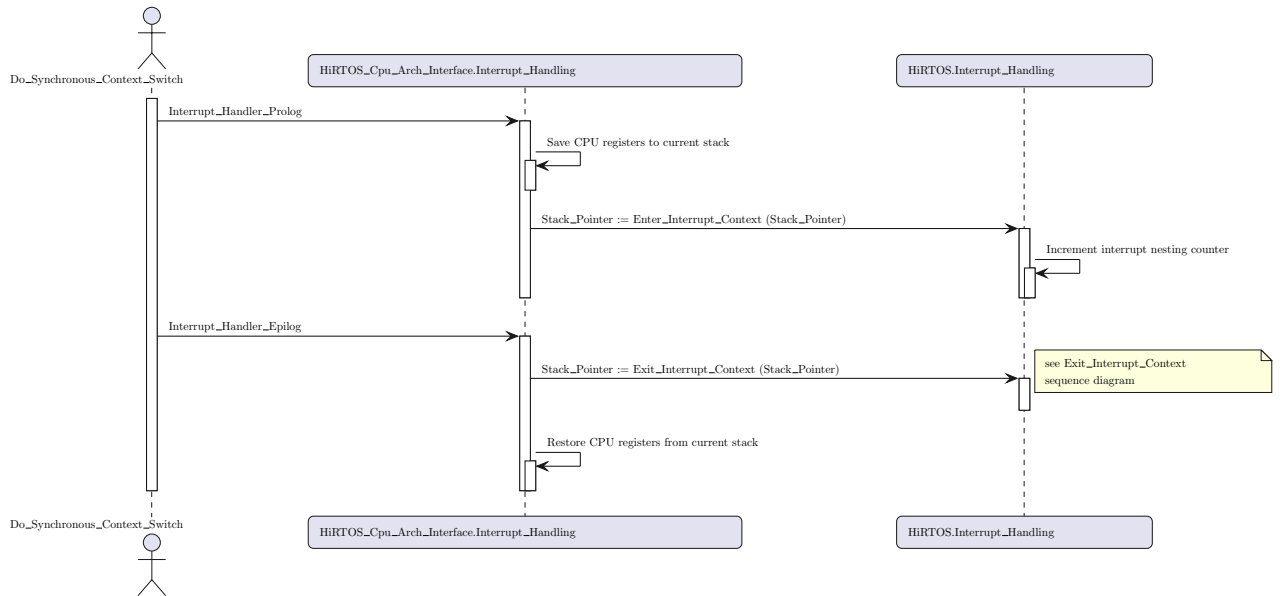 Do_Synchronous_Context_Switch
HiRTOS_Cpu_Arch_Interface.Interrupt_Handling
HiRTOS.Interrupt_Handling
Interrupt_Handler_Prolog
Save CPU registers to current stack
Stack_Pointer := Enter_Interrupt_Context (Stack_Pointer)
Increment interrupt nesting counter
Interrupt_Handler_Epilog
see Exit_Interrupt_Context
sequence diagram
Stack_Pointer := Exit_Interrupt_Context (Stack_Pointer)
Restore CPU registers from current stack
Do_Synchronous_Context_Switch
HiRTOS_Cpu_Arch_Interface.Interrupt_Handling
HiRTOS.Interrupt_Handling